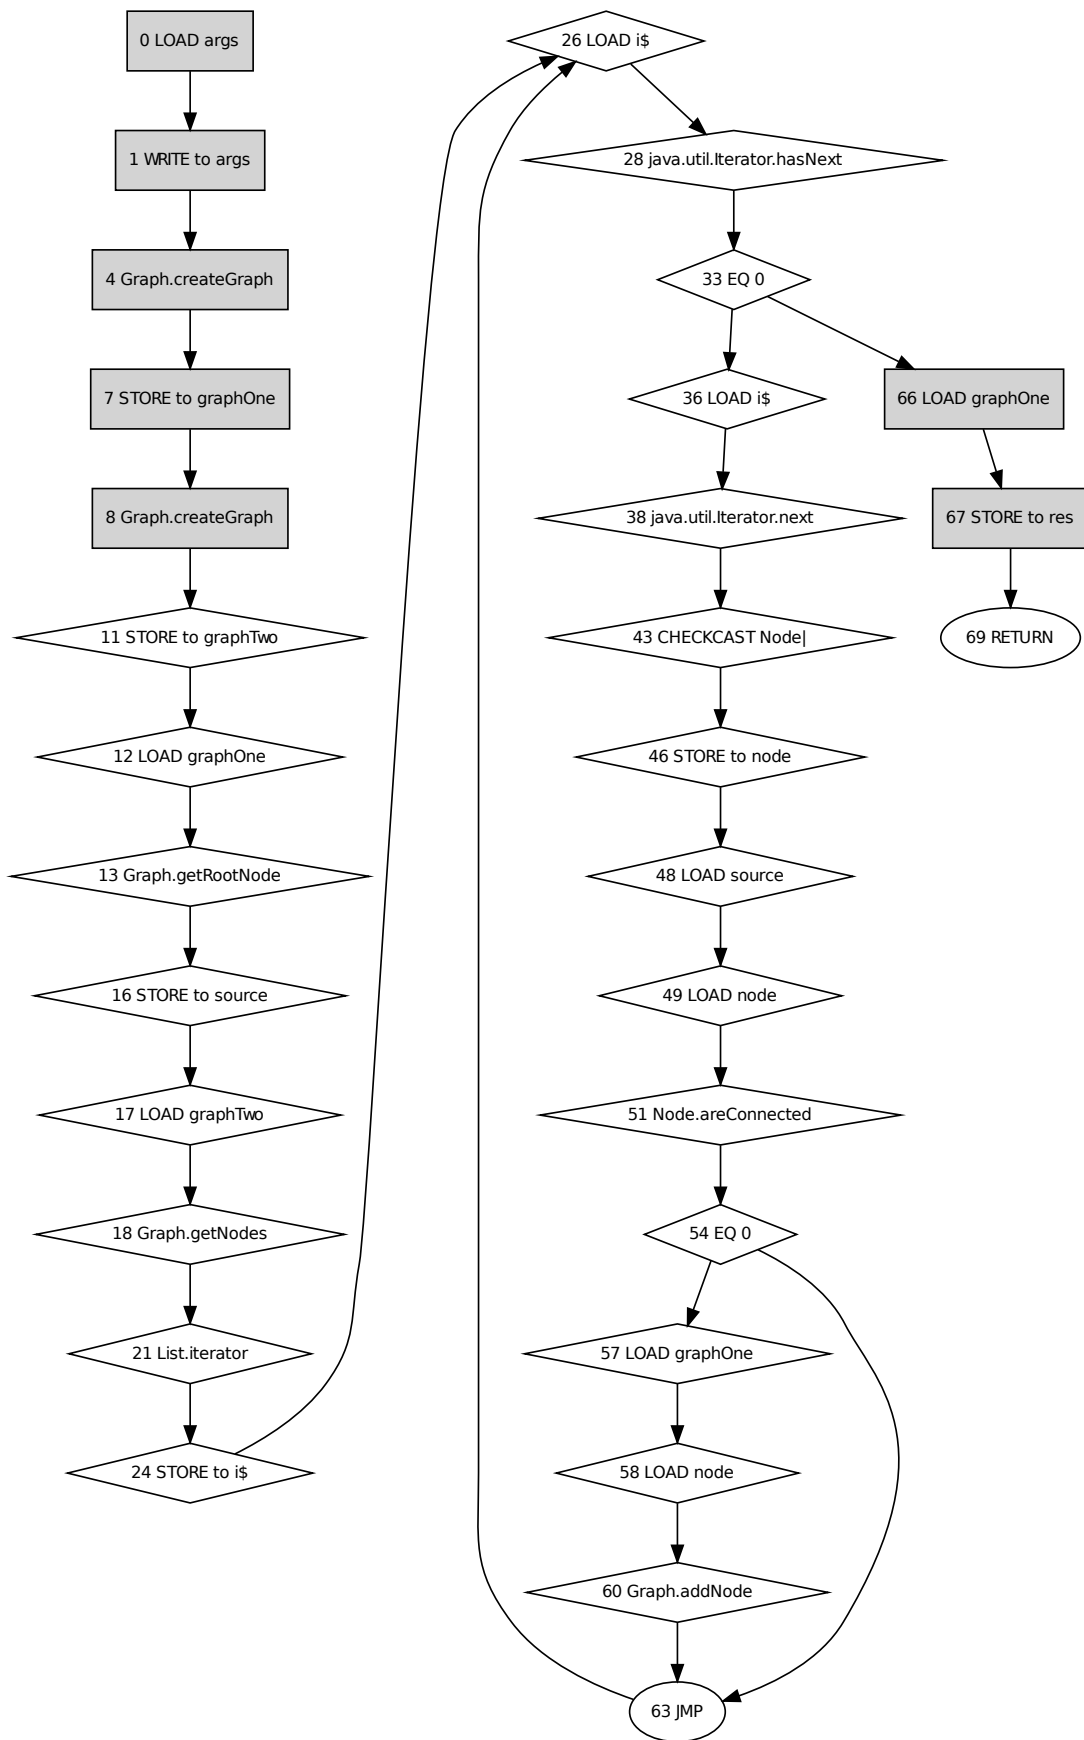 0 LOAD args
1 WRITE to args
4 Graph.createGraph
7 STORE to graphOne
8 Graph.createGraph
11 STORE to graphTwo
12 LOAD graphOne
13 Graph.getRootNode
16 STORE to source
17 LOAD graphTwo
18 Graph.getNodes
21 List.iterator
24 STORE to i$
26 LOAD i$
28 java.util.Iterator.hasNext
33 EQ 0
36 LOAD i$
66 LOAD graphOne
38 java.util.Iterator.next
67 STORE to res
43 CHECKCAST Node|
69 RETURN
46 STORE to node
48 LOAD source
49 LOAD node
51 Node.areConnected
54 EQ 0
57 LOAD graphOne
58 LOAD node
60 Graph.addNode
63 JMP